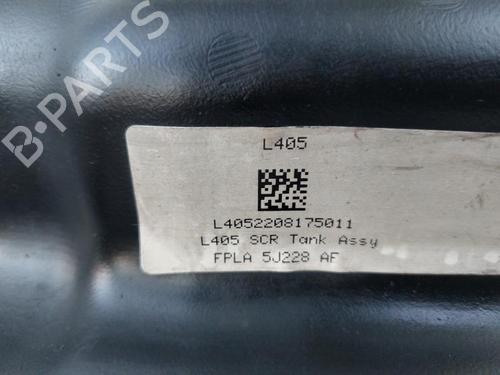 B-PARTS
L405
L4052208175011
L405 SCR Tank Assy
FPLA 5J228 AF